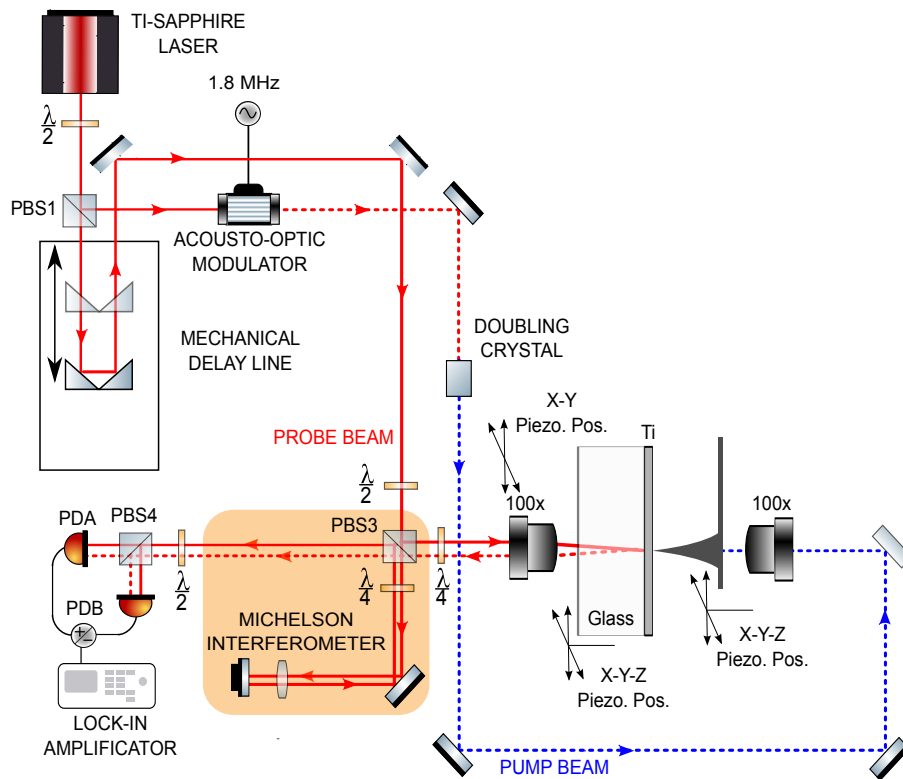 TI-SAPPHIRE
LASER
1.8 MHz
λ
2
PBS1
ACOUSTO-OPTIC
MODULATOR
MECHANICAL
DELAY LINE
DOUBLING
CRYSTAL
X-Y
Piezo. Pos.
Ti
PROBE BEAM
λ
2
100x
100x
PDA
PBS4
PBS3
λ
2
λ
4
λ
4
PDB
MICHELSON
INTERFEROMETER
Glass
X-Y-Z
Piezo. Pos.
X-Y-Z
Piezo. Pos.
LOCK-IN
AMPLIFICATOR
PUMP BEAM